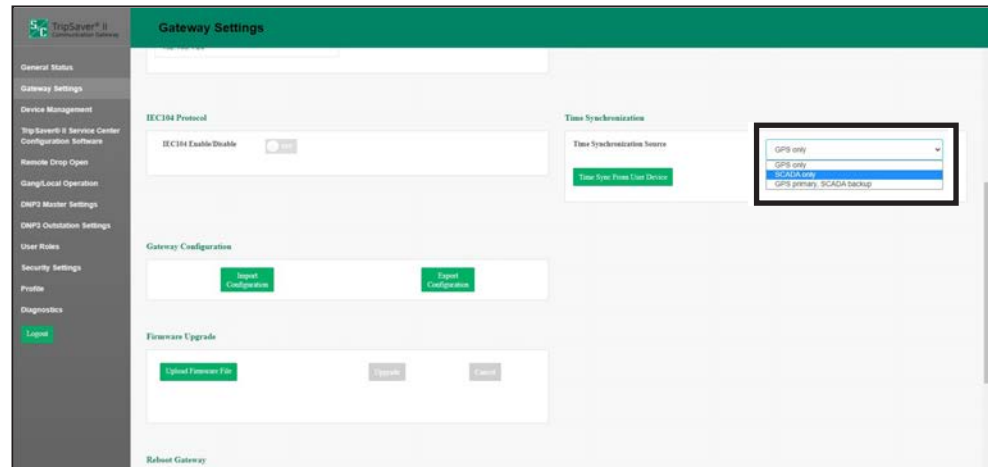 S&C
TripSaver® II
Communication Gateway
Gateway Settings
General Status
Gateway Settings
Device Management
TripSaver® II Service Center
Configuration Software
Remote Drop Open
Gang/Local Operation
DNP3 Master Settings
DNP3 Outstation Settings
User Roles
Security Settings
Profile
Diagnostics
Logout
IEC104 Protocol
IEC104 Enable/Disable
OFF
Time Synchronization
Time Synchronization Source
GPS only
GPS only
SCADA only
GPS primary, SCADA backup
Time Sync From User Device
Gateway Configuration
Import
Configuration
Export
Configuration
Firmware Upgrade
Upload Firmware File
Upgrade
Cancel
Reboot Gateway